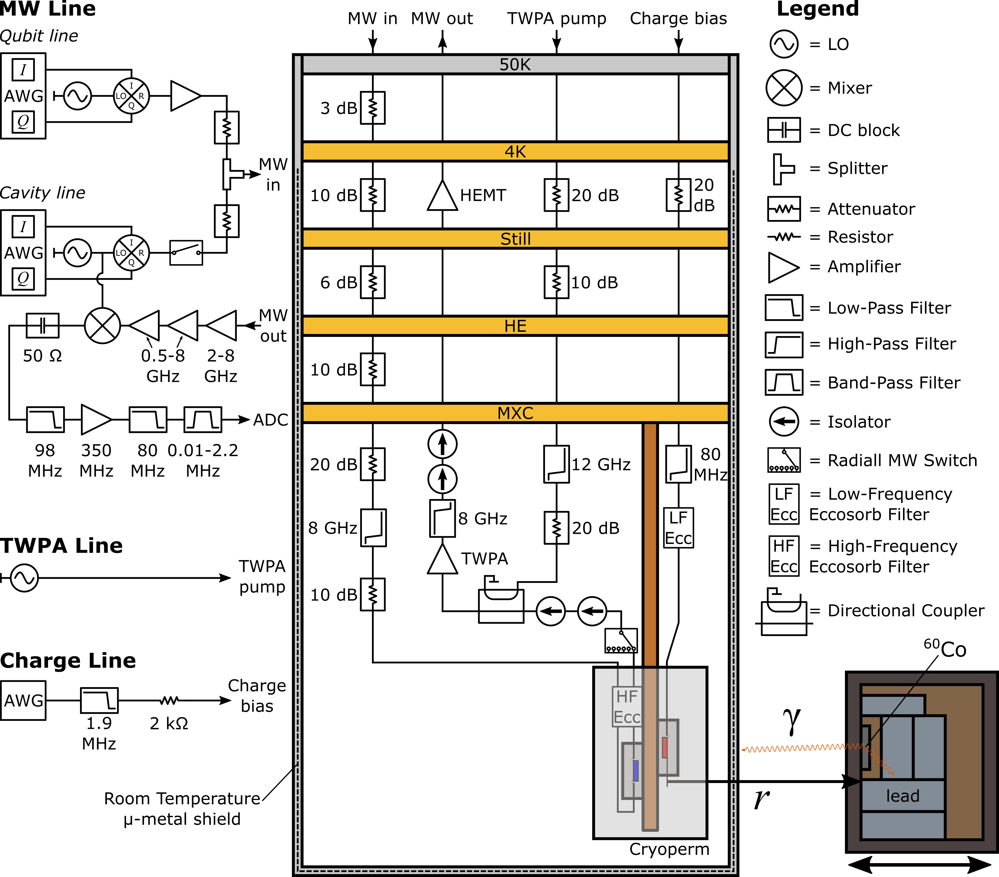 MW Line
Qubit line
I
AWG
Q
LO
I
R
Q
MW
in
Cavity line
I
AWG
Q
LO
I
R
Q
MW
out
50 Ω
0.5-8
GHz
2-8
GHz
ADC
98
MHz
350
MHz
80
MHz
0.01-2.2
MHz
TWPA Line
TWPA
pump
Charge Line
AWG
1.9
MHz
2 kΩ
Charge
bias
Room Temperature
μ-metal shield
MW in
MW out
TWPA pump
Charge bias
50K
3 dB
4K
10 dB
HEMT
20 dB
20
dB
Still
6 dB
10 dB
HE
10 dB
MXC
20 dB
12 GHz
80
MHz
8 GHz
8 GHz
20 dB
LF
Ecc
TWPA
10 dB
HF
Ecc
Cryoperm
Legend
= LO
= Mixer
= DC block
= Splitter
= Attenuator
= Resistor
= Amplifier
= Low-Pass Filter
= High-Pass Filter
= Band-Pass Filter
= Isolator
= Radiall MW Switch
LF
Ecc
= Low-Frequency
Eccosorb Filter
HF
Ecc
= High-Frequency
Eccosorb Filter
= Directional Coupler
⁶⁰Co
γ
r
lead